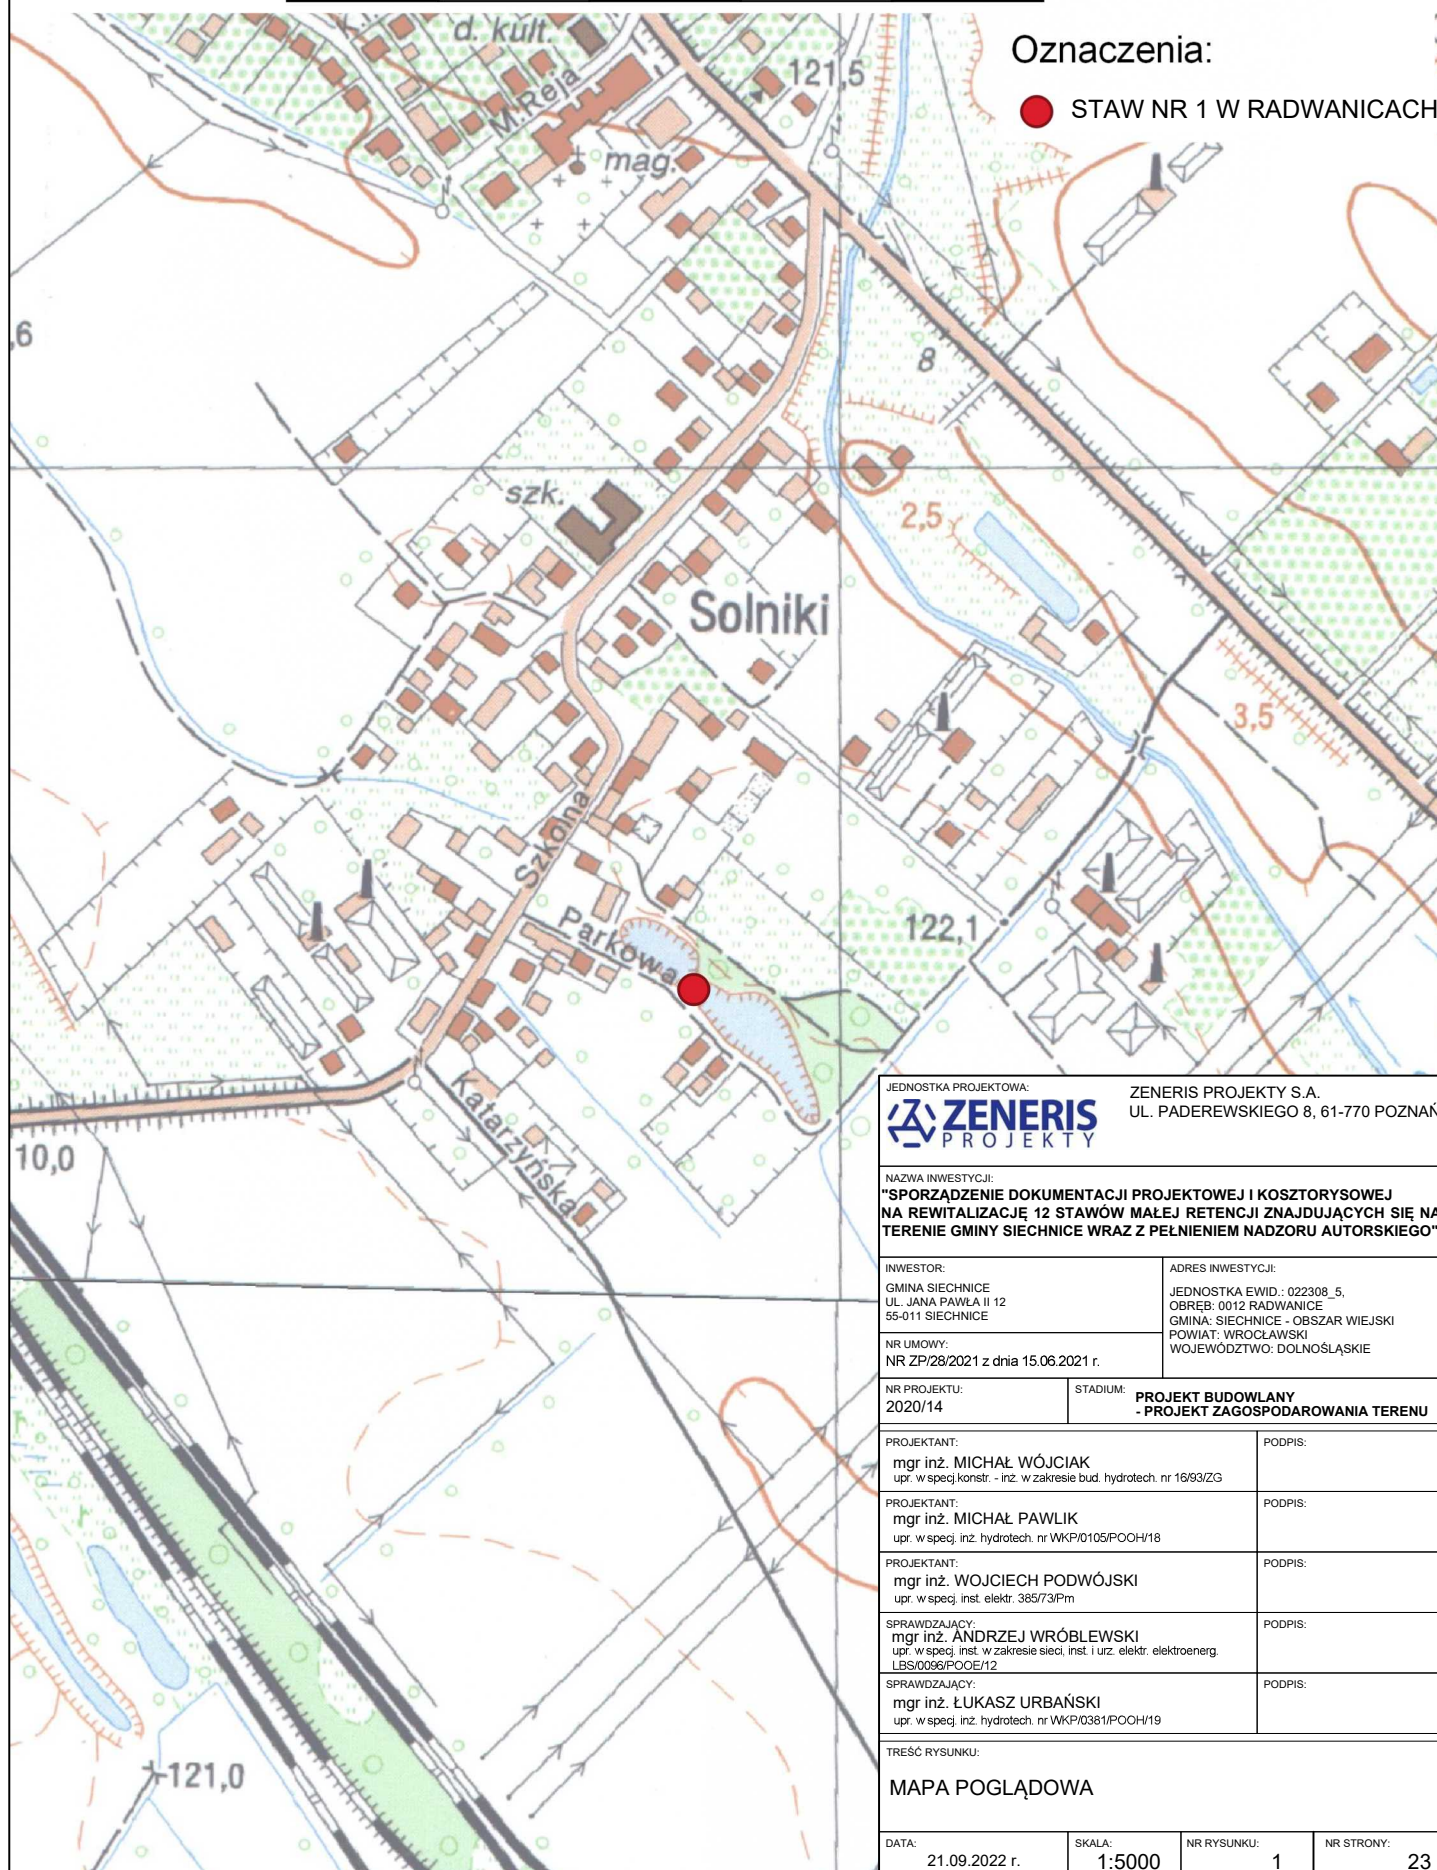 Oznaczenia:
STAW NR 1 W RADWANICACH
d. kult.
M.Reja
121,5
mag.
,6
8
szk.
2,5
Solniki
3,5
Szkolna
Parkowa
122,1
Katarzyńska
10,0
121,0
JEDNOSTKA PROJEKTOWA:
ZENERIS
PROJEKTY
ZENERIS PROJEKTY S.A.
UL. PADEREWSKIEGO 8, 61-770 POZNAŃ
NAZWA INWESTYCJI:
"SPORZĄDZENIE DOKUMENTACJI PROJEKTOWEJ I KOSZTORYSOWEJ
NA REWITALIZACJĘ 12 STAWÓW MAŁEJ RETENCJI ZNAJDUJĄCYCH SIĘ NA
TERENIE GMINY SIECHNICE WRAZ Z PEŁNIENIEM NADZORU AUTORSKIEGO"
INWESTOR:
GMINA SIECHNICE
UL. JANA PAWŁA II 12
55-011 SIECHNICE
ADRES INWESTYCJI:
JEDNOSTKA EWID.: 022308_5,
OBRĘB: 0012 RADWANICE
GMINA: SIECHNICE - OBSZAR WIEJSKI
POWIAT: WROCŁAWSKI
WOJEWÓDZTWO: DOLNOŚLĄSKIE
NR UMOWY:
NR ZP/28/2021 z dnia 15.06.2021 r.
NR PROJEKTU:
2020/14
STADIUM:
PROJEKT BUDOWLANY
- PROJEKT ZAGOSPODAROWANIA TERENU
PROJEKTANT:
mgr inż. MICHAŁ WÓJCIAK
upr. w specj.konstr. - inż. w zakresie bud. hydrotech. nr 16/93/ZG
PODPIS:
PROJEKTANT:
mgr inż. MICHAŁ PAWLIK
upr. w specj. inż. hydrotech. nr WKP/0105/POOH/18
PODPIS:
PROJEKTANT:
mgr inż. WOJCIECH PODWÓJSKI
upr. w specj. inst. elektr. 385/73/Pm
PODPIS:
SPRAWDZAJĄCY:
mgr inż. ANDRZEJ WRÓBLEWSKI
upr. w specj. inst. w zakresie sieci, inst. i urz. elektr. elektroenerg.
LBS/0096/POOE/12
PODPIS:
SPRAWDZAJĄCY:
mgr inż. ŁUKASZ URBAŃSKI
upr. w specj. inż. hydrotech. nr WKP/0381/POOH/19
PODPIS:
TREŚĆ RYSUNKU:
MAPA POGLĄDOWA
DATA:
21.09.2022 r.
SKALA:
1:5000
NR RYSUNKU:
1
NR STRONY:
23